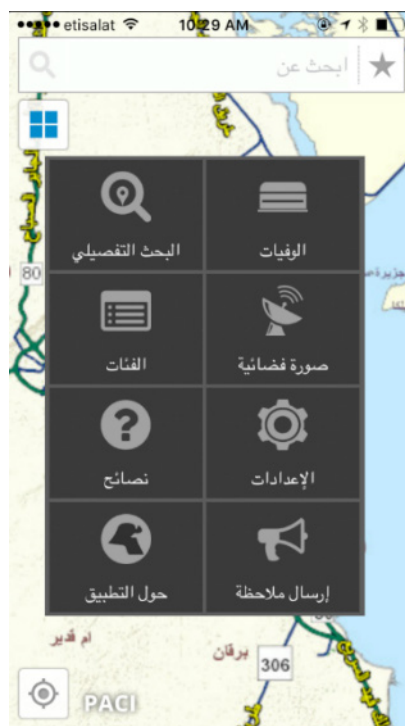 etisalat 10:29 AM
ابحث عن
الوفيات
البحث التفصيلي
80
صورة فضائية
الفئات
الإعدادات
نصائح
إرسال ملاحظة
حول التطبيق
ام قدير
برقان
306
PACI